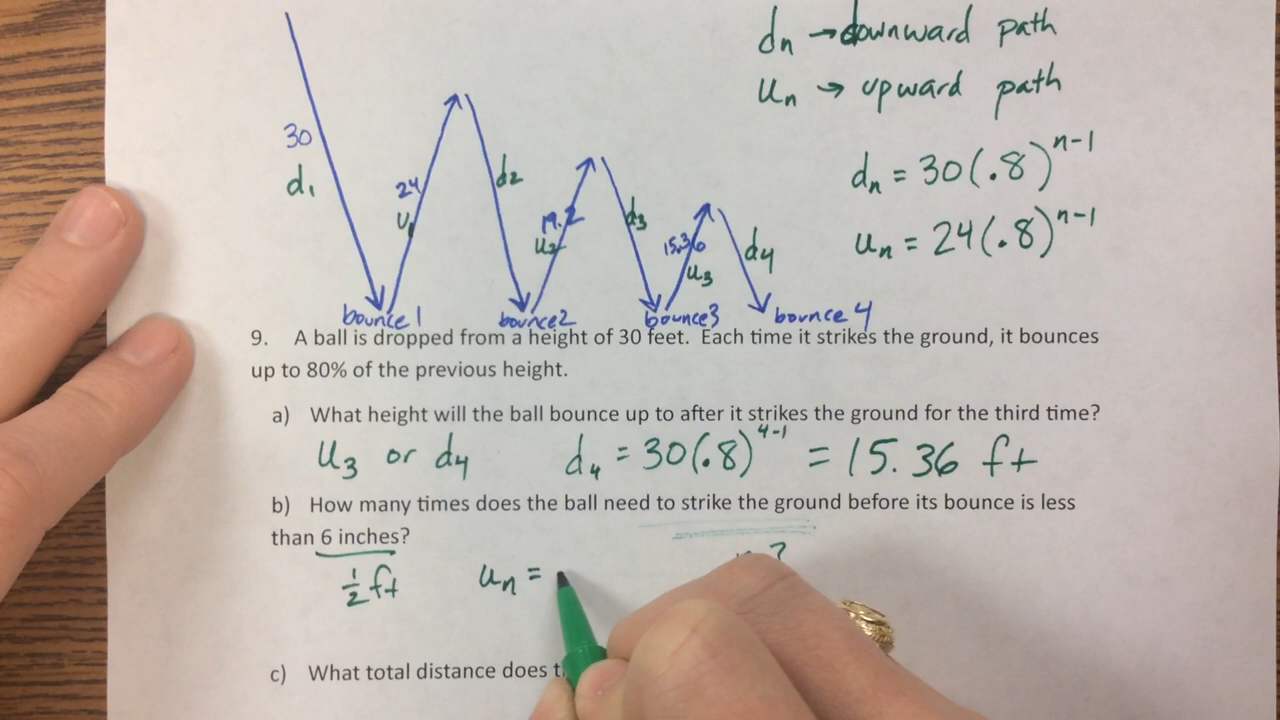 dn → downward path
un → upward path
30
d1
24
u1
d2
19.2
u2
d3
15.36
u3
d4
dn = 30(.8)^n-1
un = 24(.8)^n-1
bounce 1 bounce 2 bounce 3 bounce 4
9. A ball is dropped from a height of 30 feet. Each time it strikes the ground, it bounces
up to 80% of the previous height.
a) What height will the ball bounce up to after it strikes the ground for the third time?
u3 or d4 d4 = 30(.8)^4-1 = 15.36 ft
b) How many times does the ball need to strike the ground before its bounce is less
than 6 inches?
1/2 ft un = ?
c) What total distance does